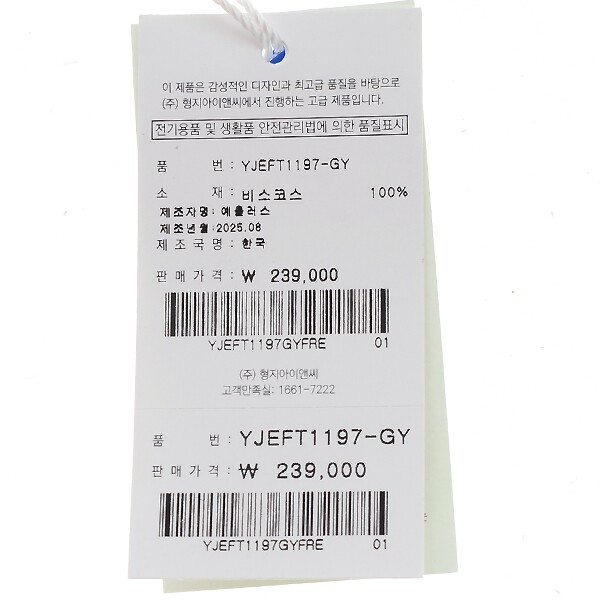 이 제품은 감성적인 디자인과 최고급 품질을 바탕으로
(주) 형지아이앤씨에서 진행하는 고급 제품입니다.
전기용품 및 생활품 안전관리법에 의한 품질표시
품 번 : YJEFT1197-GY
소 재 : 비스코스 100%
제조자명: 예흘러스
제조년월:2025.08
제조국명: 한국
판매가격: ₩ 239,000
YJEFT1197GYFRE 01
(주) 형지아이앤씨
고객만족실: 1661-7222
품 번: YJEFT1197-GY
판매가격: ₩ 239,000
YJEFT1197GYFRE 01